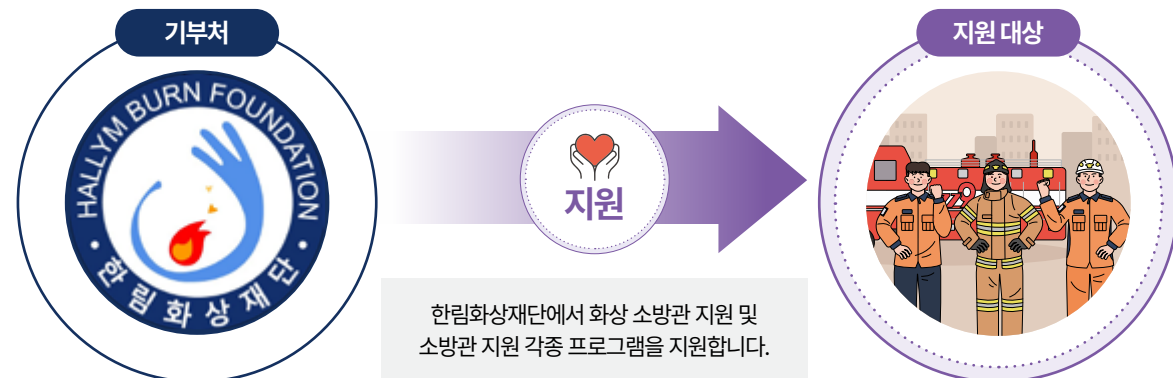 기부처
HALLYM BURN FOUNDATION
한림화상재단
지원
한림화상재단에서 화상 소방관 지원 및
소방관 지원 각종 프로그램을 지원합니다.
지원 대상